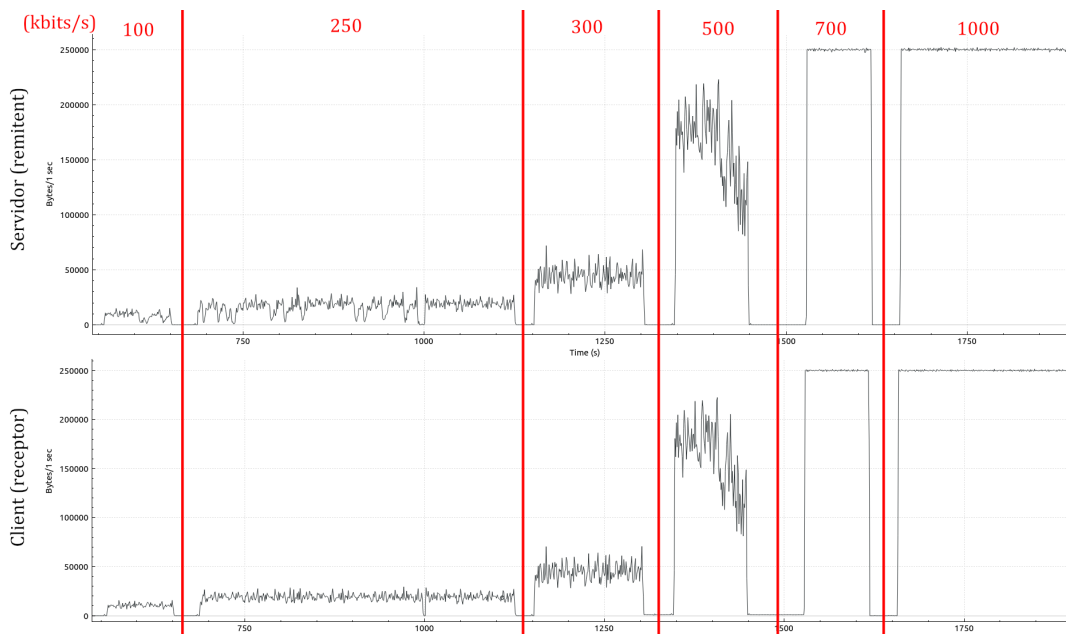 (kbits/s) 100 250 300 500 700 1000
Servidor (remitent)
Bytes/1 sec
250000
200000
150000
100000
50000
0
750 1000 1250 1500 1750
Time (s)
Client (receptor)
Bytes/1 sec
250000
200000
150000
100000
50000
0
750 1000 1250 1500 1750